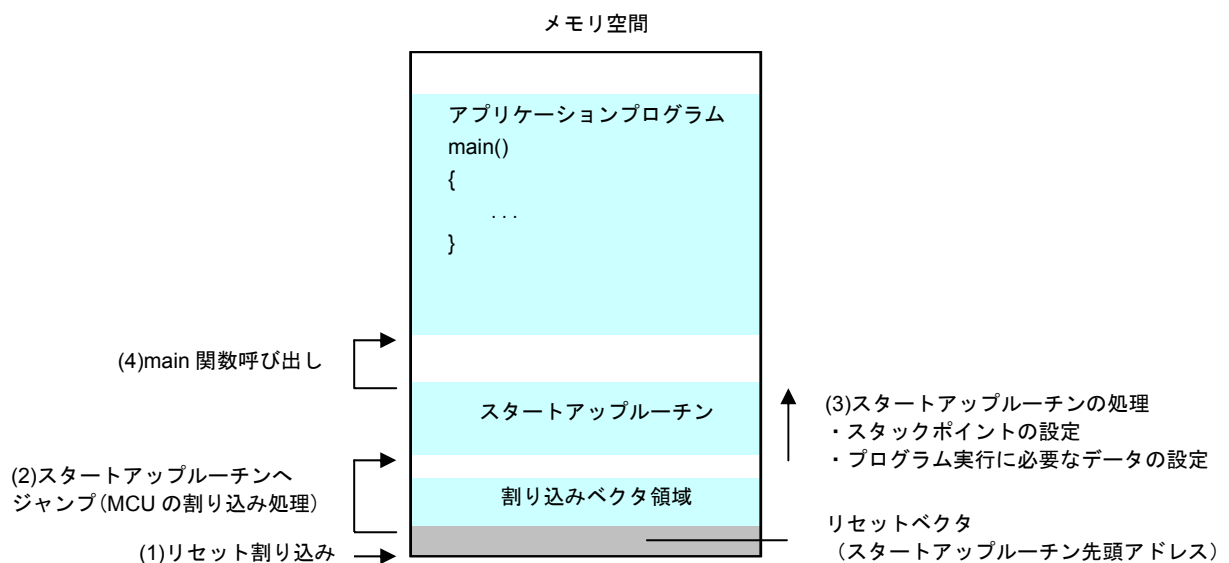 メモリ空間
アプリケーションプログラム
main()
{
...
}
(4)main 関数呼び出し
スタートアップルーチン
(3)スタートアップルーチンの処理
・スタックポイントの設定
・プログラム実行に必要なデータの設定
(2)スタートアップルーチンへ
ジャンプ(MCU の割り込み処理)
割り込みベクタ領域
リセットベクタ
(スタートアップルーチン先頭アドレス)
(1)リセット割り込み